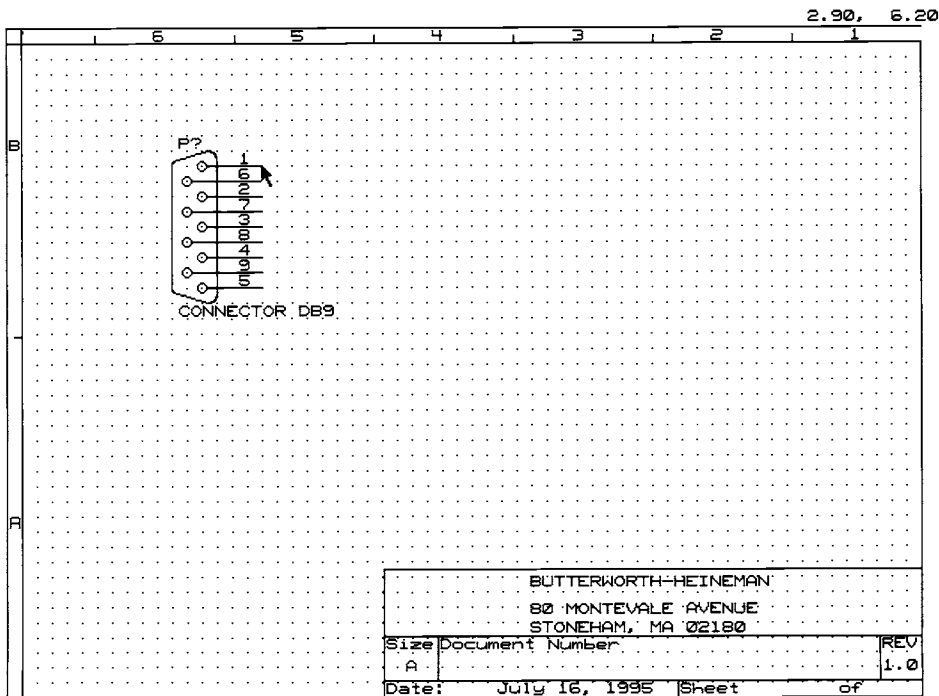 2.90, 6.20
6 5 4 3 2 1
B
P?
1
6
2
7
3
8
4
9
5
CONNECTOR DB9
A
BUTTERWORTH-HEINEMAN
80 MONTEVALE AVENUE
STONEHAM, MA 02180
Size Document Number REV
A 1.0
Date: July 16, 1995 Sheet of